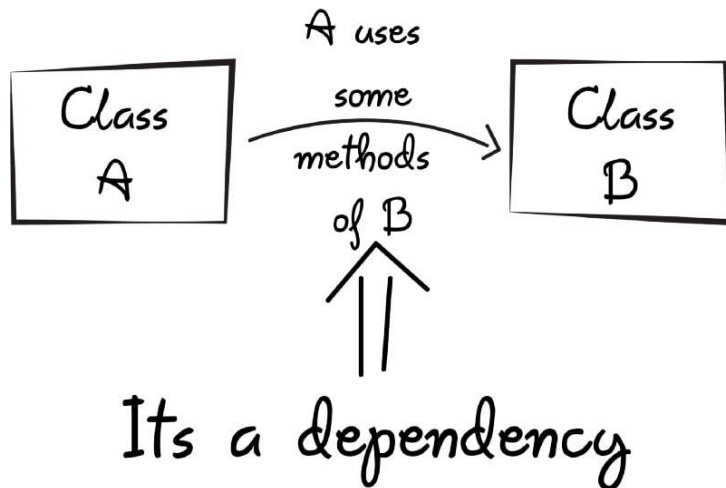 Class
A
A uses
some
methods
of B
Class
B
Its a dependency